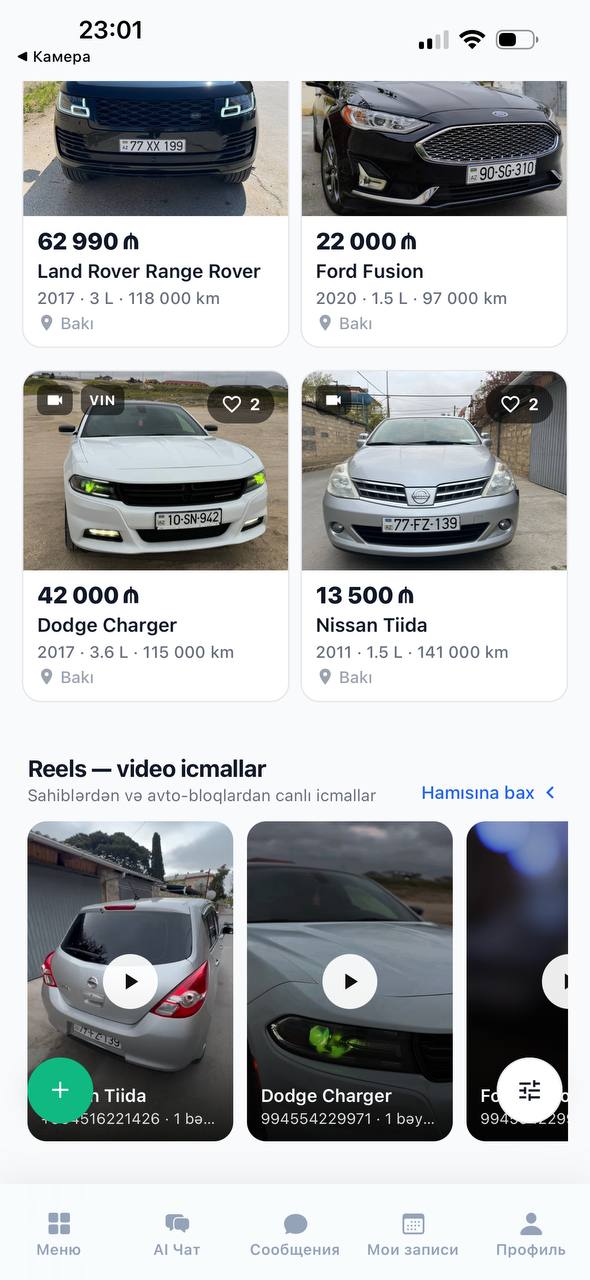 23:01
◀ Камера
77 XX 199
90-SG-310
62 990 ₼
22 000 ₼
Land Rover Range Rover
Ford Fusion
2017 · 3 L · 118 000 km
2020 · 1.5 L · 97 000 km
Bakı
Bakı
VIN
2
2
10-SN-942
77-FZ-139
42 000 ₼
13 500 ₼
Dodge Charger
Nissan Tiida
2017 · 3.6 L · 115 000 km
2011 · 1.5 L · 141 000 km
Bakı
Bakı
Reels — video icmallar
Sahiblərdən və avto-bloqlardan canlı icmallar
Hamısına bax
Tiida
Dodge Charger
4516221426 · 1 bə...
994554229971 · 1 bəy...
Меню
AI Чат
Сообщения
Мои записи
Профиль